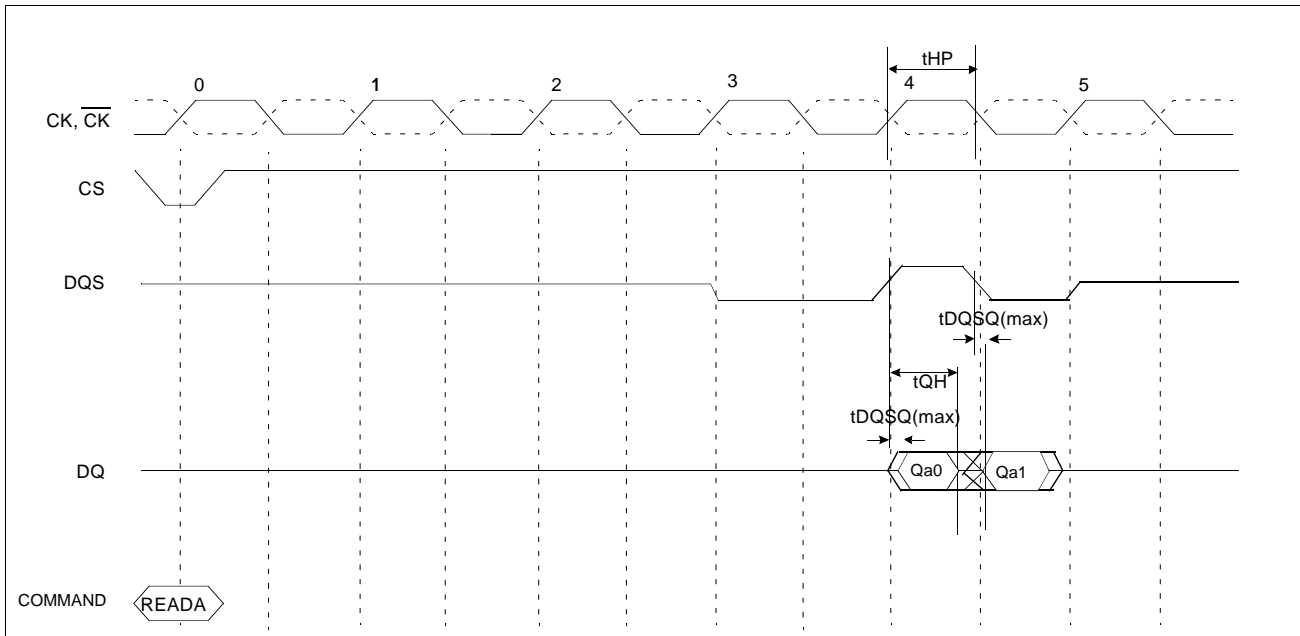 tHP
0 1 2 3 4 5
CK, CK
CS
DQS
tDQSQ(max)
tQH
tDQSQ(max)
DQ Qa0 Qa1
COMMAND READA